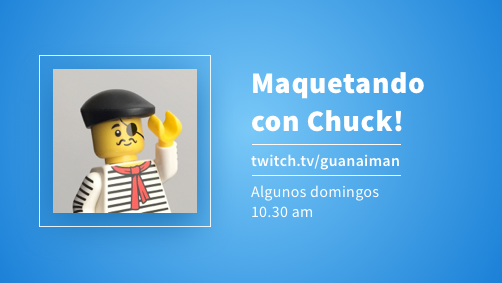 Maquetando
con Chuck!
twitch.tv/guanaiman
Algunos domingos
10.30 am